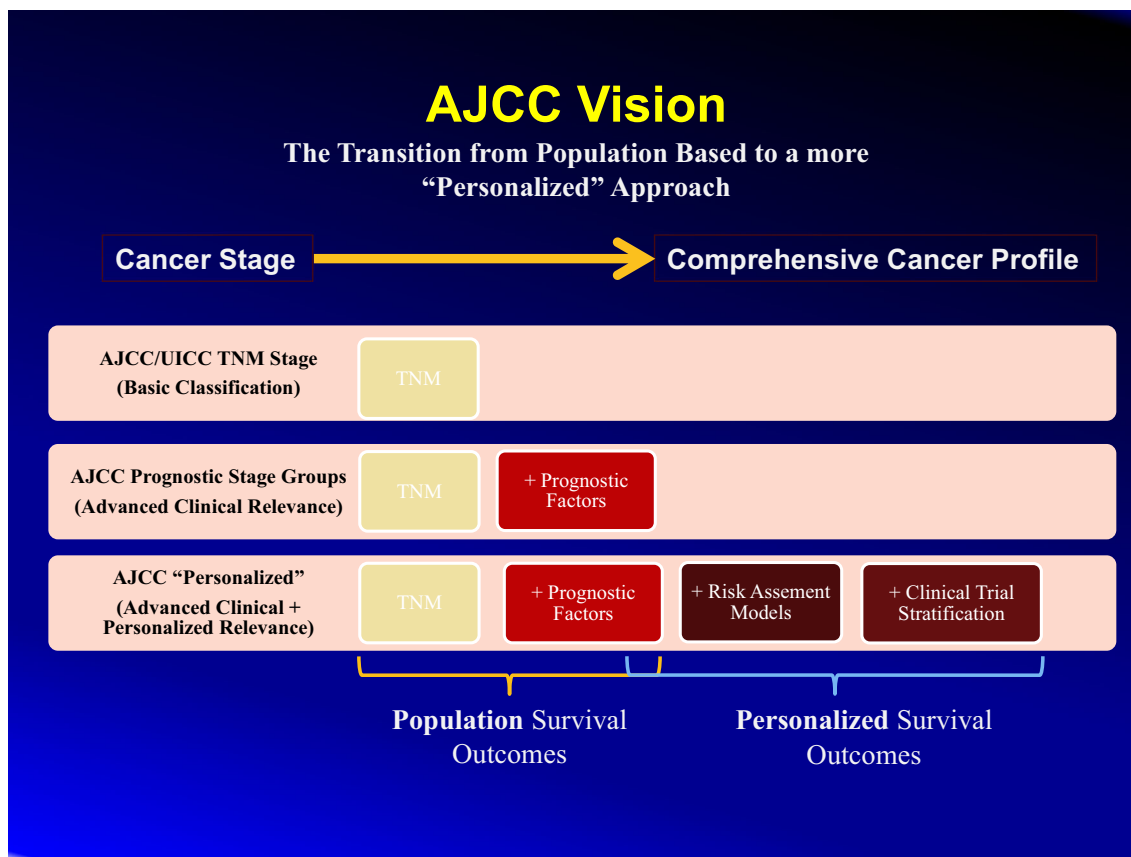 AJCC Vision
The Transition from Population Based to a more
“Personalized” Approach
Cancer Stage
Comprehensive Cancer Profile
AJCC/UICC TNM Stage
(Basic Classification)
TNM
AJCC Prognostic Stage Groups
(Advanced Clinical Relevance)
TNM
+ Prognostic
Factors
AJCC “Personalized”
(Advanced Clinical +
Personalized Relevance)
TNM
+ Prognostic
Factors
+ Risk Assement
Models
+ Clinical Trial
Stratification
Population Survival
Outcomes
Personalized Survival
Outcomes